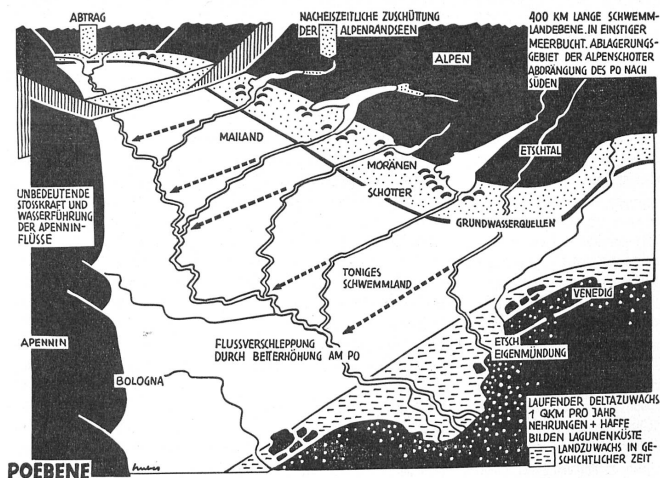 ABTRAG
NACHEISZEITLICHE ZUSCHÜTTUNG
DER ALPENRANDSEEN
400 KM LANGE SCHWEMM-
LANDEBENE. IN EINSTIGER
MEERBUCHT. ABLAGERUNGS-
GEBIET DER ALPENSCHOTTER
ABDRÄNGUNG DES PO NACH
SÜDEN
ALPEN
MAILAND
ETSCHTAL
MORÄNEN
SCHOTTER
UNBEDEUTENDE
STOSSKRAFT UND
WASSERFÜHRUNG
DER APENNIN-
FLÜSSE
GRUNDWASSERQUELLEN
TONIGES
SCHWEMMLAND
VENEDIG
APENNIN
FLUSSVERSCHLEPPUNG
DURCH BETTERHÖHUNG AM PO
ETSCH
EIGENMÜNDUNG
BOLOGNA
LAUFENDER DELTAZUWACHS
1 QKM PRO JAHR
NEHRUNGEN + HAFFE
BILDEN LAGUNENKÜSTE
LANDZUWACHS IN GE-
SCHICHTLICHER ZEIT
POEBENE